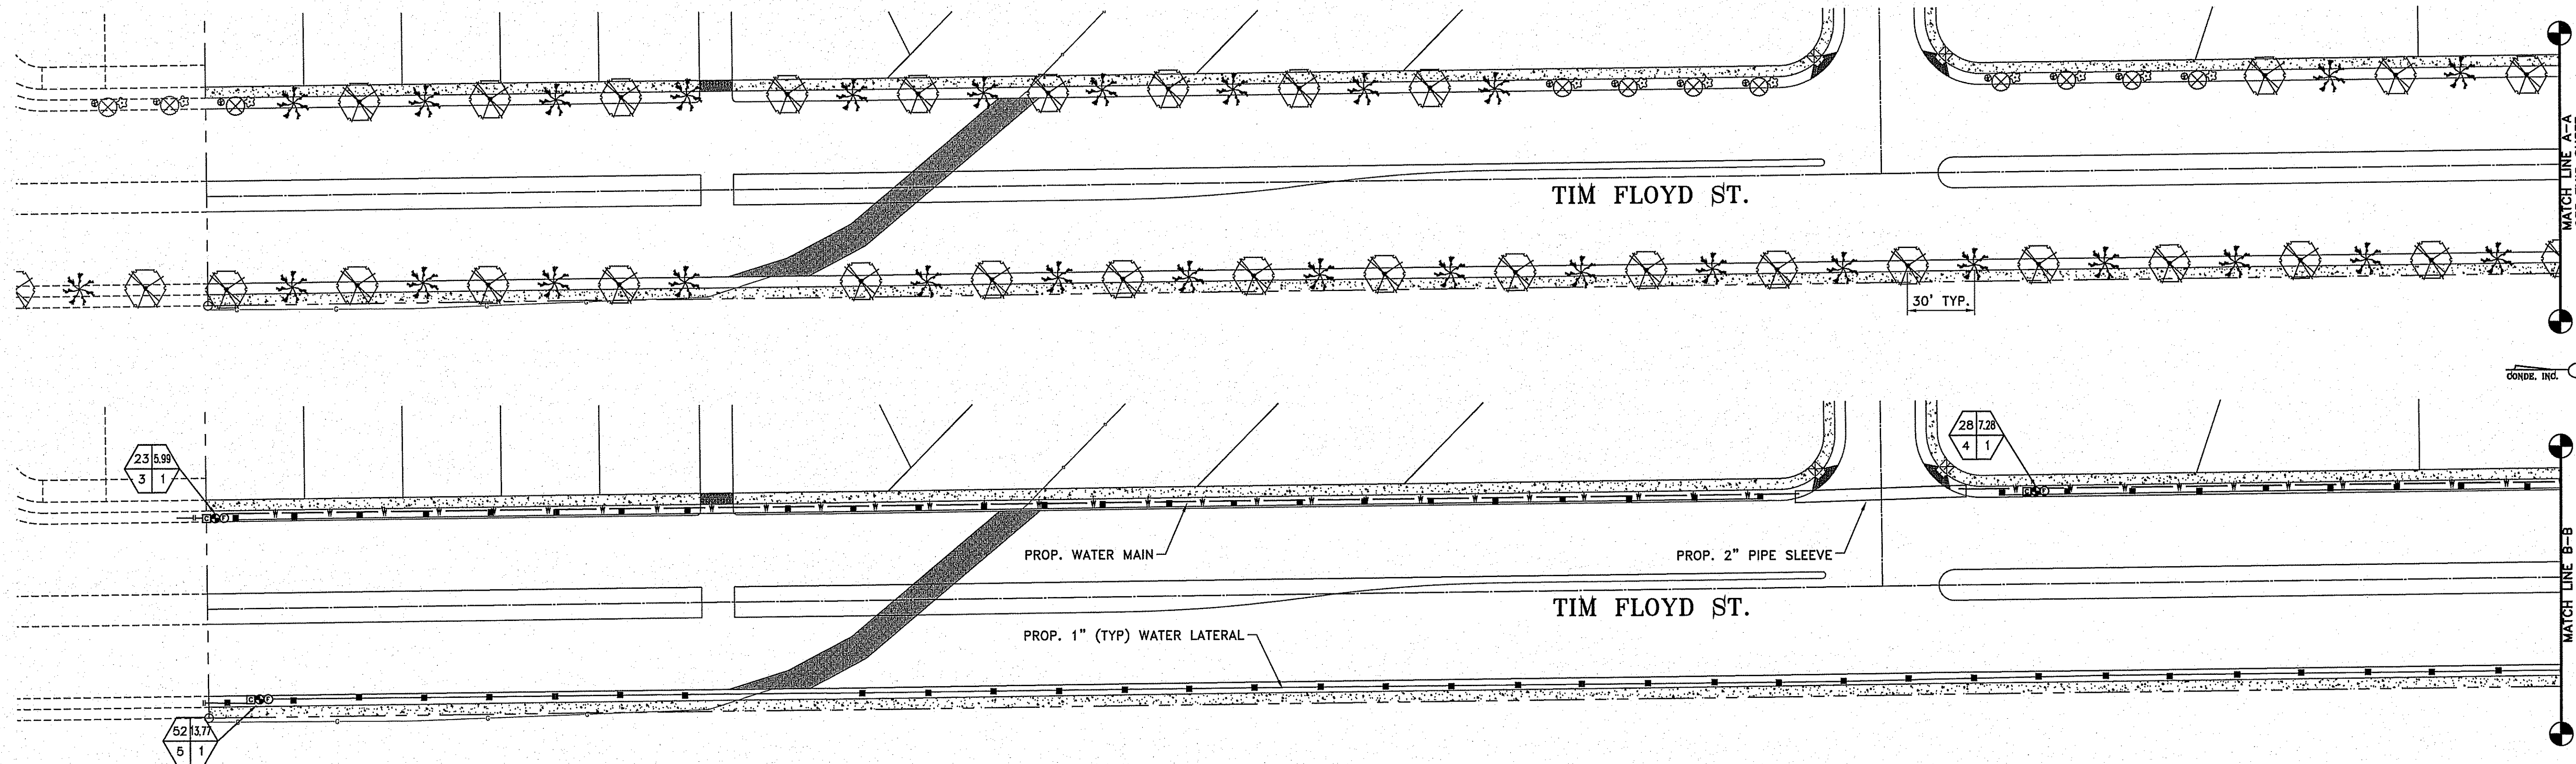 MATCH LINE A-A
TIM FLOYD ST.
30' TYP.
CONDE, INC.
23 5.99
3 1
28 7.28
4 1
PROP. WATER MAIN
PROP. 2" PIPE SLEEVE
MATCH LINE B-B
TIM FLOYD ST.
PROP. 1" (TYP) WATER LATERAL
52 13.77
5 1